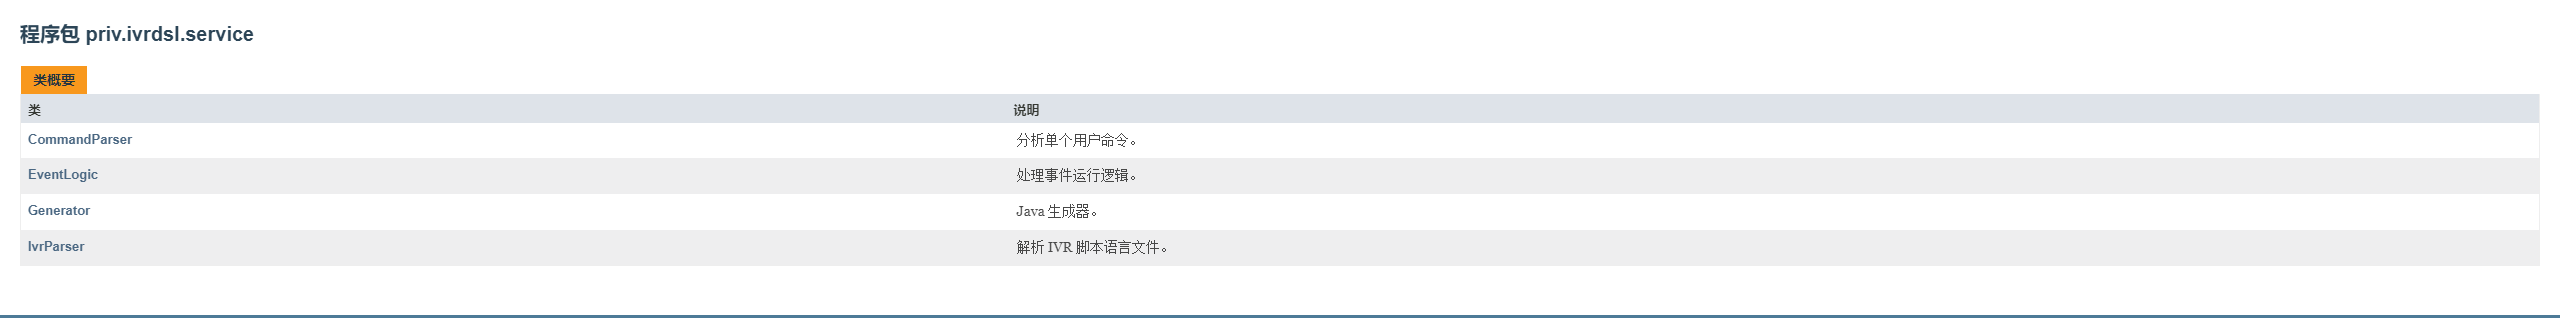 程序包 priv.ivrdsl.service
类概要
类 说明
CommandParser 分析单个用户命令。
EventLogic 处理事件运行逻辑。
Generator Java 生成器。
IvrParser 解析 IVR 脚本语言文件。